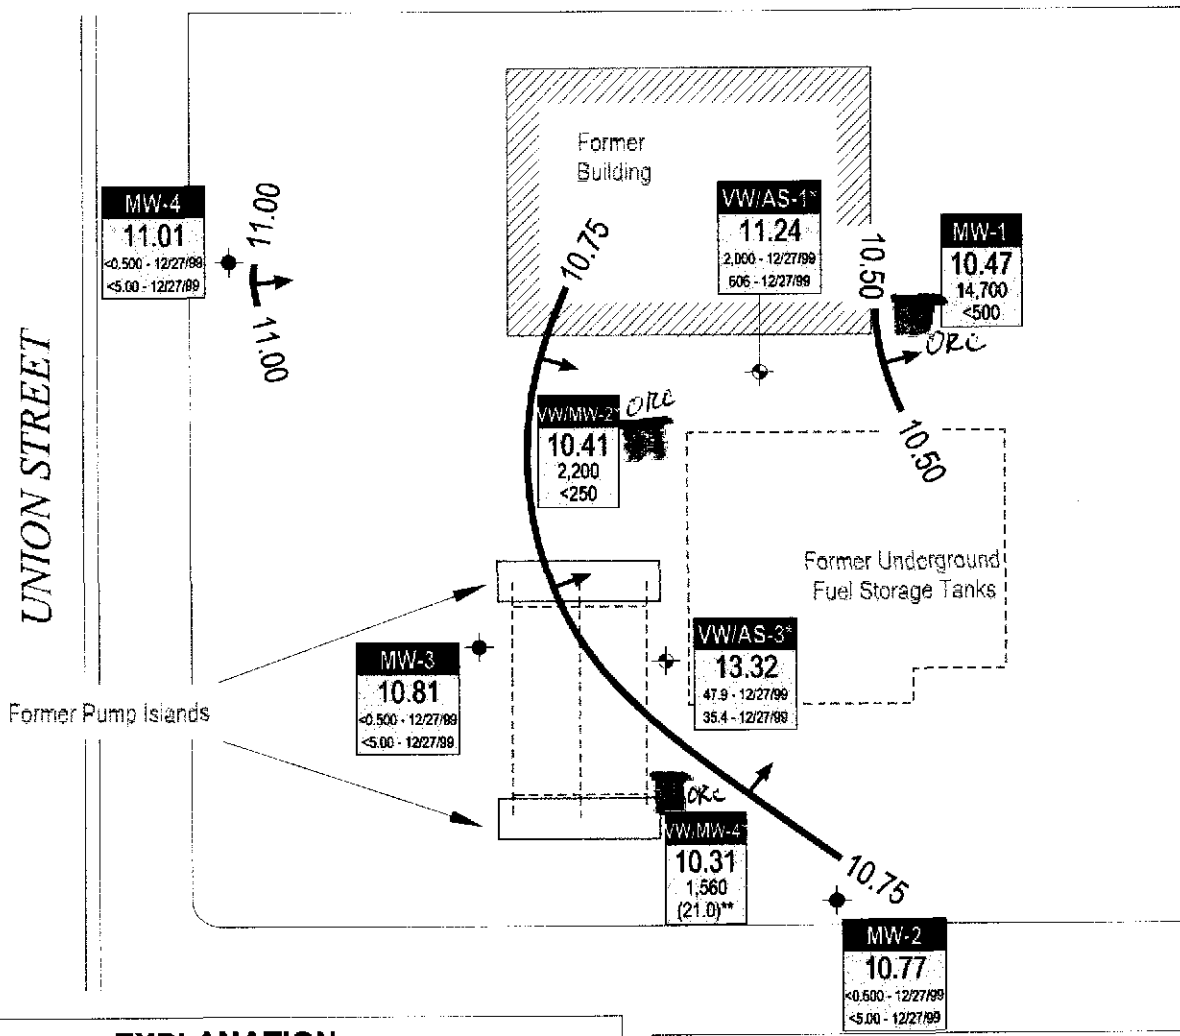 Former
Building
MW-4
11.01
<0.500 - 12/27/99
<5.00 - 12/27/99
11.00
11.00
10.75
VW/AS-1*
11.24
2,000 - 12/27/99
606 - 12/27/99
10.50
MW-1
10.47
14,700
<500
ORC
10.50
UNION STREET
VW/MW-2*
ORC
10.41
2,200
<250
Former Underground
Fuel Storage Tanks
MW-3
10.81
<0.500 - 12/27/99
<5.00 - 12/27/99
VW/AS-3*
13.32
47.9 - 12/27/99
35.4 - 12/27/99
Former Pump Islands
ORC
VW/MW-4*
10.31
1,560
(21.0)**
10.75
MW-2
10.77
<0.500 - 12/27/99
<5.00 - 12/27/99
EXPLANATION